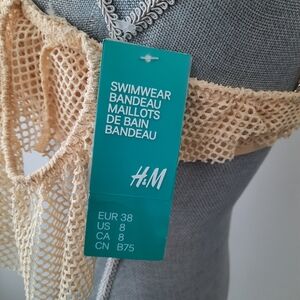 SWIMWEAR
BANDEAU
MAILLOTS
DE BAIN
BANDEAU
H&M
EUR 38
US 8
CA 8
CN B75